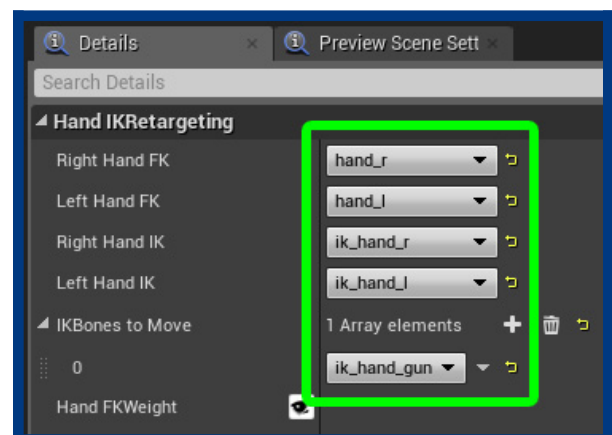 Details Preview Scene Sett
Search Details
Hand IKRetargeting
Right Hand FK hand_r
Left Hand FK hand_l
Right Hand IK ik_hand_r
Left Hand IK ik_hand_l
IKBones to Move 1 Array elements
0 ik_hand_gun
Hand FKWeight